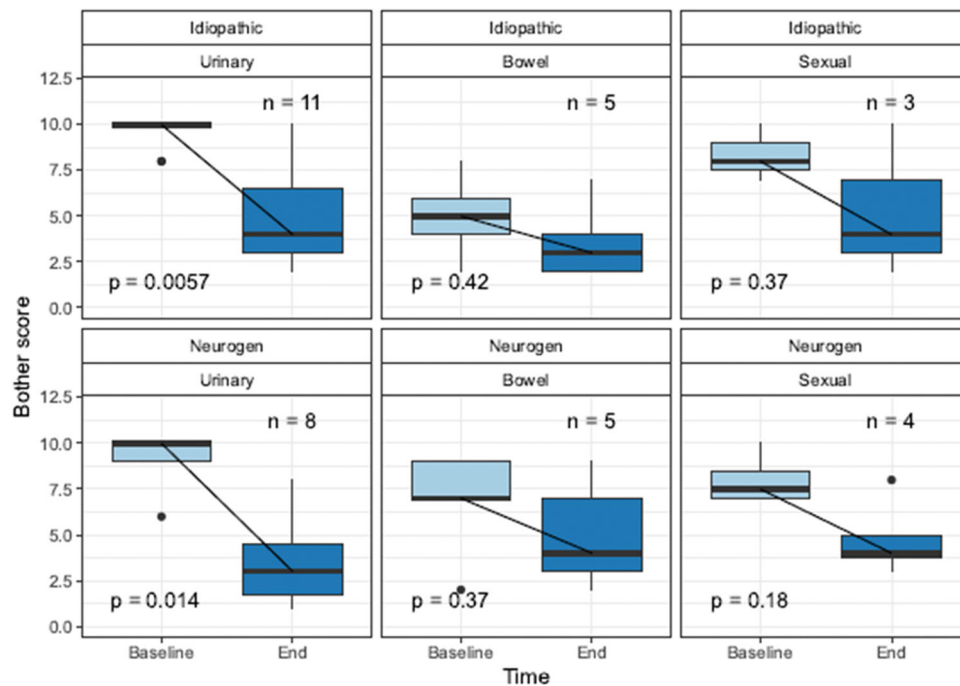 Idiopathic
Idiopathic
Idiopathic
Urinary
Bowel
Sexual
12.5
10.0
7.5
5.0
2.5
0.0
n = 11
n = 5
n = 3
p = 0.0057
p = 0.42
p = 0.37
Bother score
Neurogen
Neurogen
Neurogen
Urinary
Bowel
Sexual
12.5
10.0
7.5
5.0
2.5
0.0
n = 8
n = 5
n = 4
p = 0.014
p = 0.37
p = 0.18
Baseline
End
Baseline
End
Baseline
End
Time